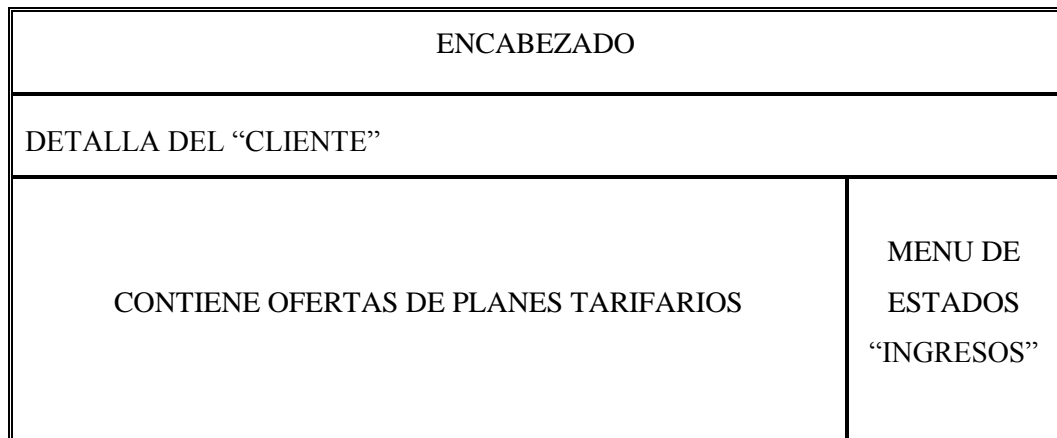 ENCABEZADO
DETALLA DEL “CLIENTE”
CONTIENE OFERTAS DE PLANES TARIFARIOS
MENU DE
ESTADOS
“INGRESOS”